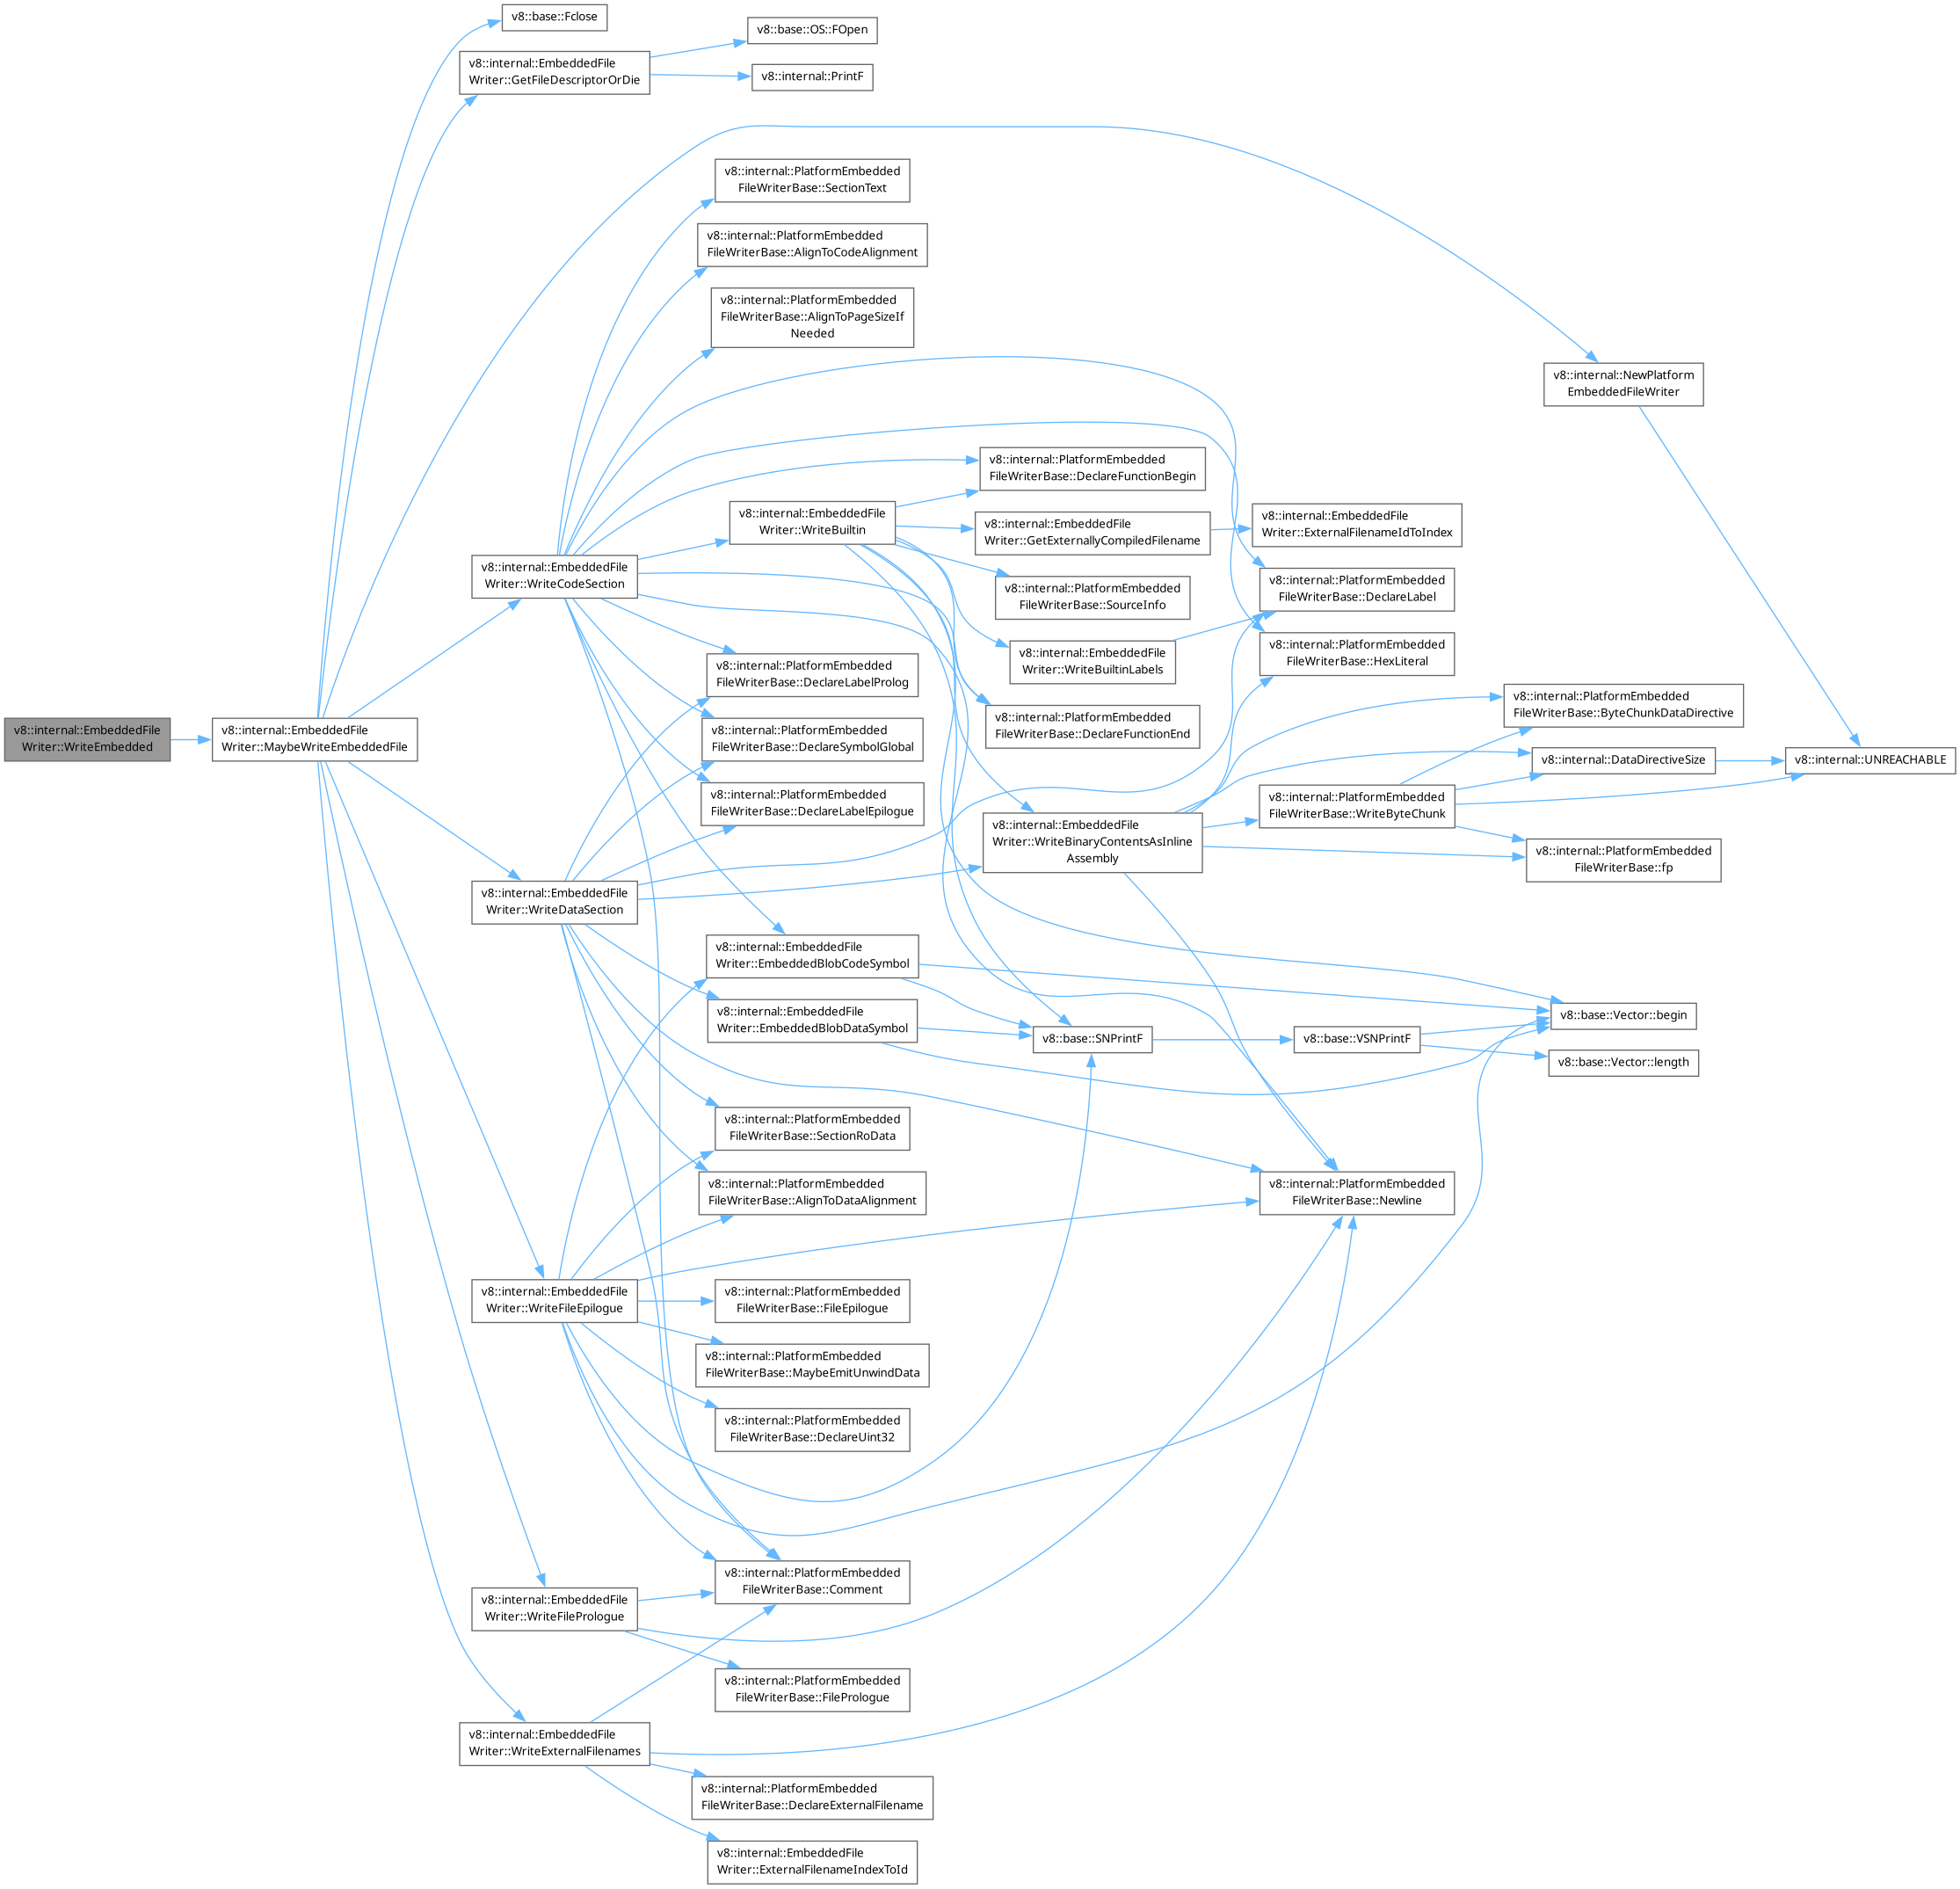 v8::base::Fclose
v8::base::OS::FOpen
v8::internal::EmbeddedFile
Writer::GetFileDescriptorOrDie
v8::internal::PrintF
v8::internal::PlatformEmbedded
FileWriterBase::SectionText
v8::internal::PlatformEmbedded
FileWriterBase::AlignToCodeAlignment
v8::internal::PlatformEmbedded
FileWriterBase::AlignToPageSizeIf
Needed
v8::internal::NewPlatform
EmbeddedFileWriter
v8::internal::PlatformEmbedded
FileWriterBase::DeclareFunctionBegin
v8::internal::EmbeddedFile
Writer::WriteBuiltin
v8::internal::EmbeddedFile
Writer::GetExternallyCompiledFilename
v8::internal::EmbeddedFile
Writer::ExternalFilenameIdToIndex
v8::internal::EmbeddedFile
Writer::WriteCodeSection
v8::internal::PlatformEmbedded
FileWriterBase::SourceInfo
v8::internal::PlatformEmbedded
FileWriterBase::DeclareLabel
v8::internal::EmbeddedFile
Writer::WriteBuiltinLabels
v8::internal::PlatformEmbedded
FileWriterBase::HexLiteral
v8::internal::PlatformEmbedded
FileWriterBase::DeclareLabelProlog
v8::internal::PlatformEmbedded
FileWriterBase::ByteChunkDataDirective
v8::internal::EmbeddedFile
Writer::WriteEmbedded
v8::internal::EmbeddedFile
Writer::MaybeWriteEmbeddedFile
v8::internal::PlatformEmbedded
FileWriterBase::DeclareSymbolGlobal
v8::internal::PlatformEmbedded
FileWriterBase::DeclareFunctionEnd
v8::internal::DataDirectiveSize
v8::internal::UNREACHABLE
v8::internal::PlatformEmbedded
FileWriterBase::DeclareLabelEpilogue
v8::internal::EmbeddedFile
Writer::WriteBinaryContentsAsInline
Assembly
v8::internal::PlatformEmbedded
FileWriterBase::WriteByteChunk
v8::internal::PlatformEmbedded
FileWriterBase::fp
v8::internal::EmbeddedFile
Writer::WriteDataSection
v8::internal::EmbeddedFile
Writer::EmbeddedBlobCodeSymbol
v8::internal::EmbeddedFile
Writer::EmbeddedBlobDataSymbol
v8::base::SNPrintF
v8::base::VSNPrintF
v8::base::Vector::begin
v8::base::Vector::length
v8::internal::PlatformEmbedded
FileWriterBase::SectionRoData
v8::internal::PlatformEmbedded
FileWriterBase::AlignToDataAlignment
v8::internal::PlatformEmbedded
FileWriterBase::Newline
v8::internal::EmbeddedFile
Writer::WriteFileEpilogue
v8::internal::PlatformEmbedded
FileWriterBase::FileEpilogue
v8::internal::PlatformEmbedded
FileWriterBase::MaybeEmitUnwindData
v8::internal::PlatformEmbedded
FileWriterBase::DeclareUint32
v8::internal::PlatformEmbedded
FileWriterBase::Comment
v8::internal::EmbeddedFile
Writer::WriteFilePrologue
v8::internal::PlatformEmbedded
FileWriterBase::FilePrologue
v8::internal::EmbeddedFile
Writer::WriteExternalFilenames
v8::internal::PlatformEmbedded
FileWriterBase::DeclareExternalFilename
v8::internal::EmbeddedFile
Writer::ExternalFilenameIndexToId